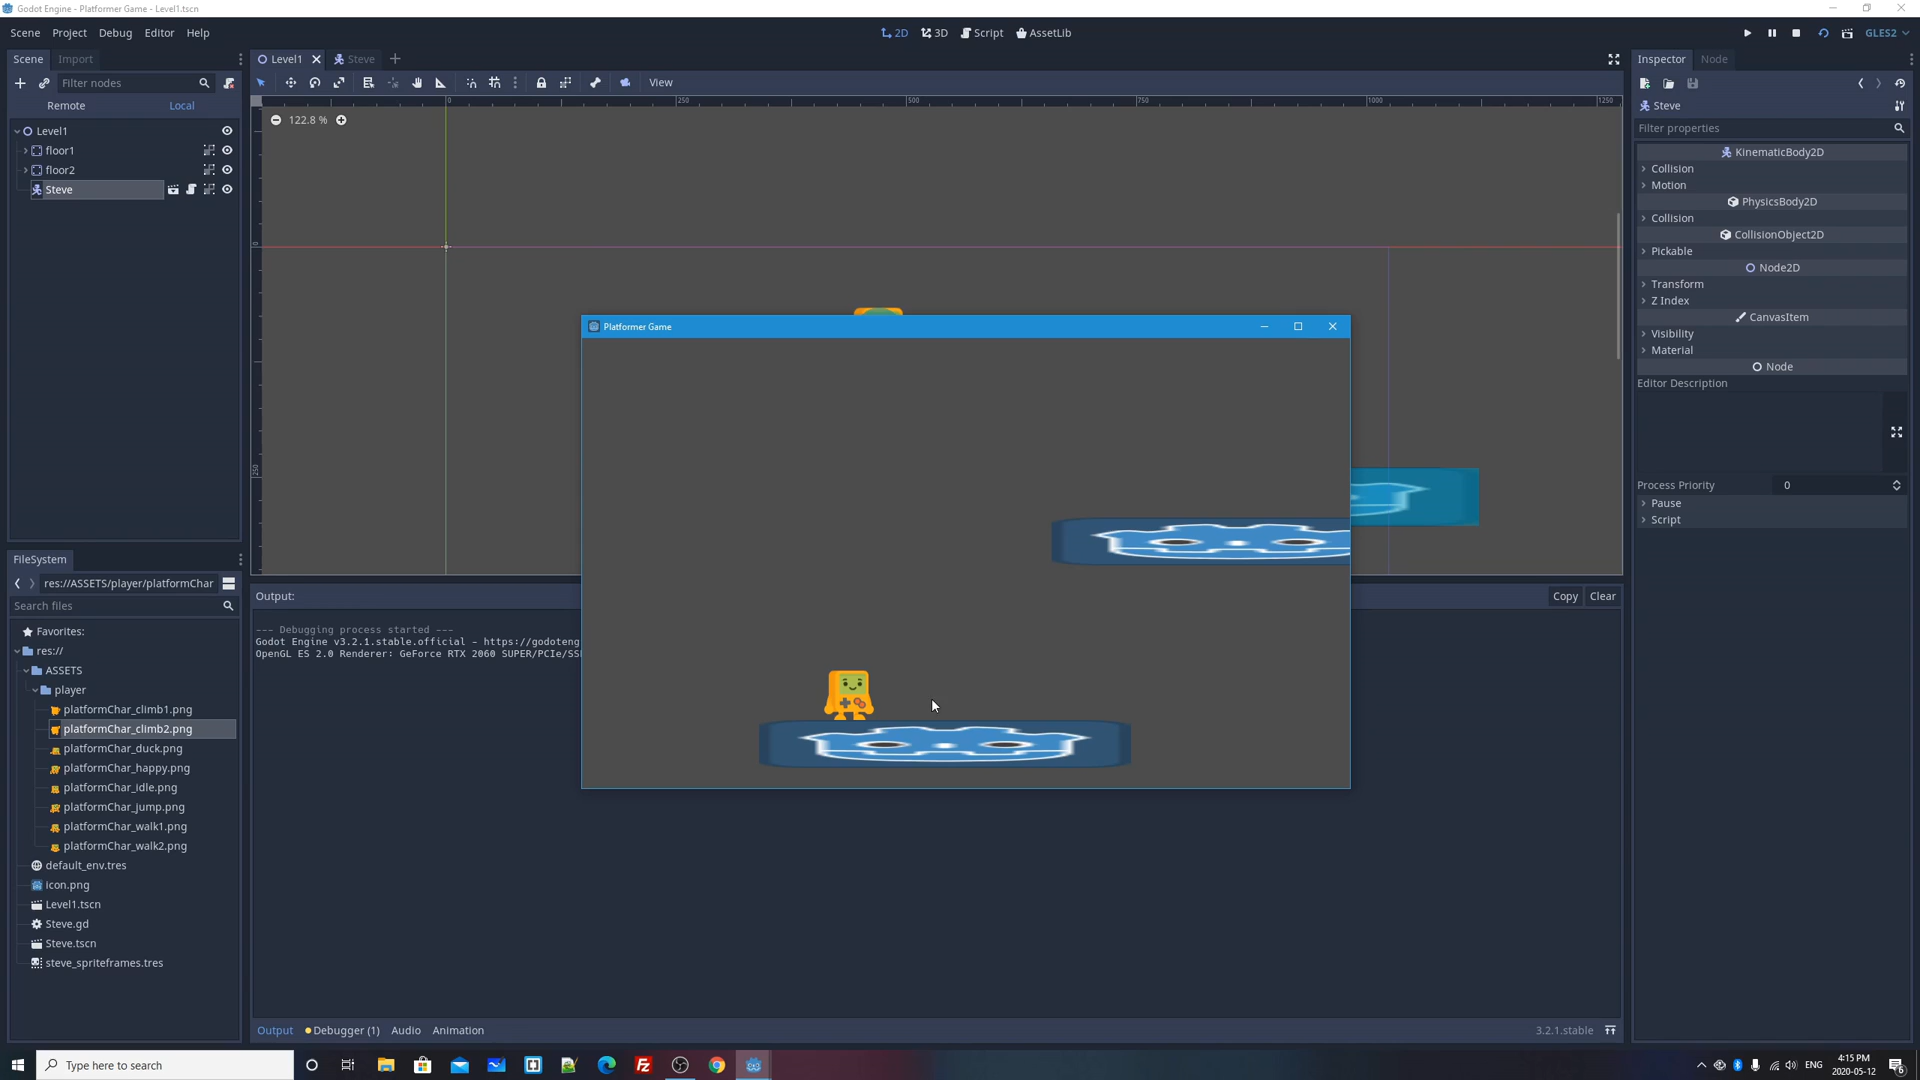 Godot Engine - Platformer Game - Level1.tscn
Scene Project Debug Editor Help
2D 3D Script AssetLib
GLES2
Scene Import
Level1 Steve
Inspector Node
Filter nodes
View
Remote Local
Steve
0 250 500 750 1000 1250
122.8 %
Filter properties
Level1
floor1
floor2
Steve
0
250
KinematicBody2D
Collision
Motion
PhysicsBody2D
Collision
CollisionObject2D
Pickable
Node2D
Transform
Z Index
CanvasItem
Visibility
Material
Node
Editor Description
Process Priority 0
Pause
Script
Platformer Game
FileSystem
res://ASSETS/player/platformChar
Search files
Favorites:
res://
ASSETS
player
platformChar_climb1.png
platformChar_climb2.png
platformChar_duck.png
platformChar_happy.png
platformChar_idle.png
platformChar_jump.png
platformChar_walk1.png
platformChar_walk2.png
default_env.tres
icon.png
Level1.tscn
Steve.gd
Steve.tscn
steve_spriteframes.tres
Output:
Copy Clear
--- Debugging process started ---
Godot Engine v3.2.1.stable.official - https://godoteng
OpenGL ES 2.0 Renderer: GeForce RTX 2060 SUPER/PCIe/SS
Output Debugger (1) Audio Animation
3.2.1.stable
Type here to search
ENG
4:15 PM
2020-05-12
6